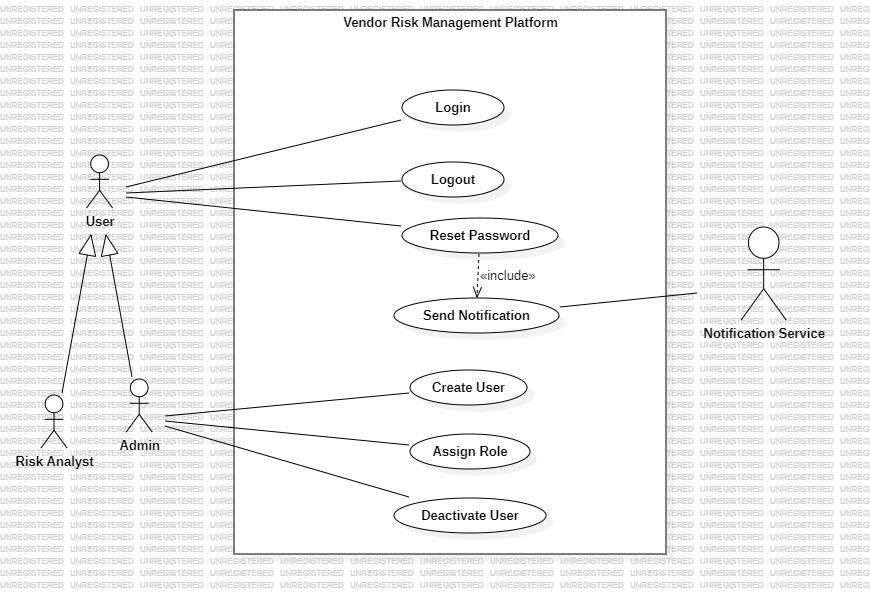 Vendor Risk Management Platform
Login
Logout
User
Reset Password
«include»
Send Notification
Notification Service
Create User
Admin
Assign Role
Risk Analyst
Deactivate User
UNREGISTERED